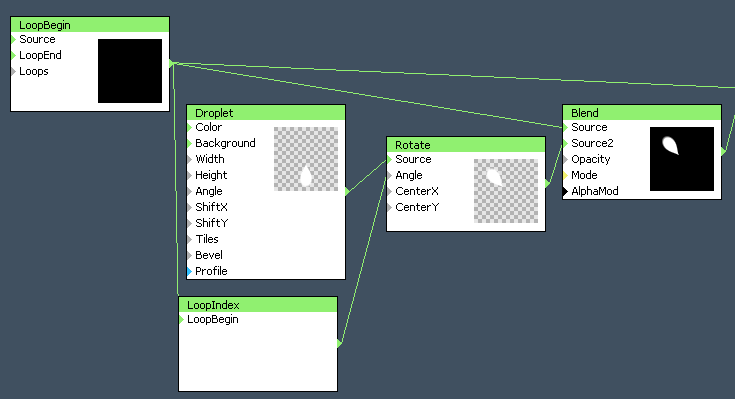 LoopBegin
Source
LoopEnd
Loops
Droplet
Color
Background
Width
Height
Angle
ShiftX
ShiftY
Tiles
Bevel
Profile
LoopIndex
LoopBegin
Rotate
Source
Angle
CenterX
CenterY
Blend
Source
Source2
Opacity
Mode
AlphaMod